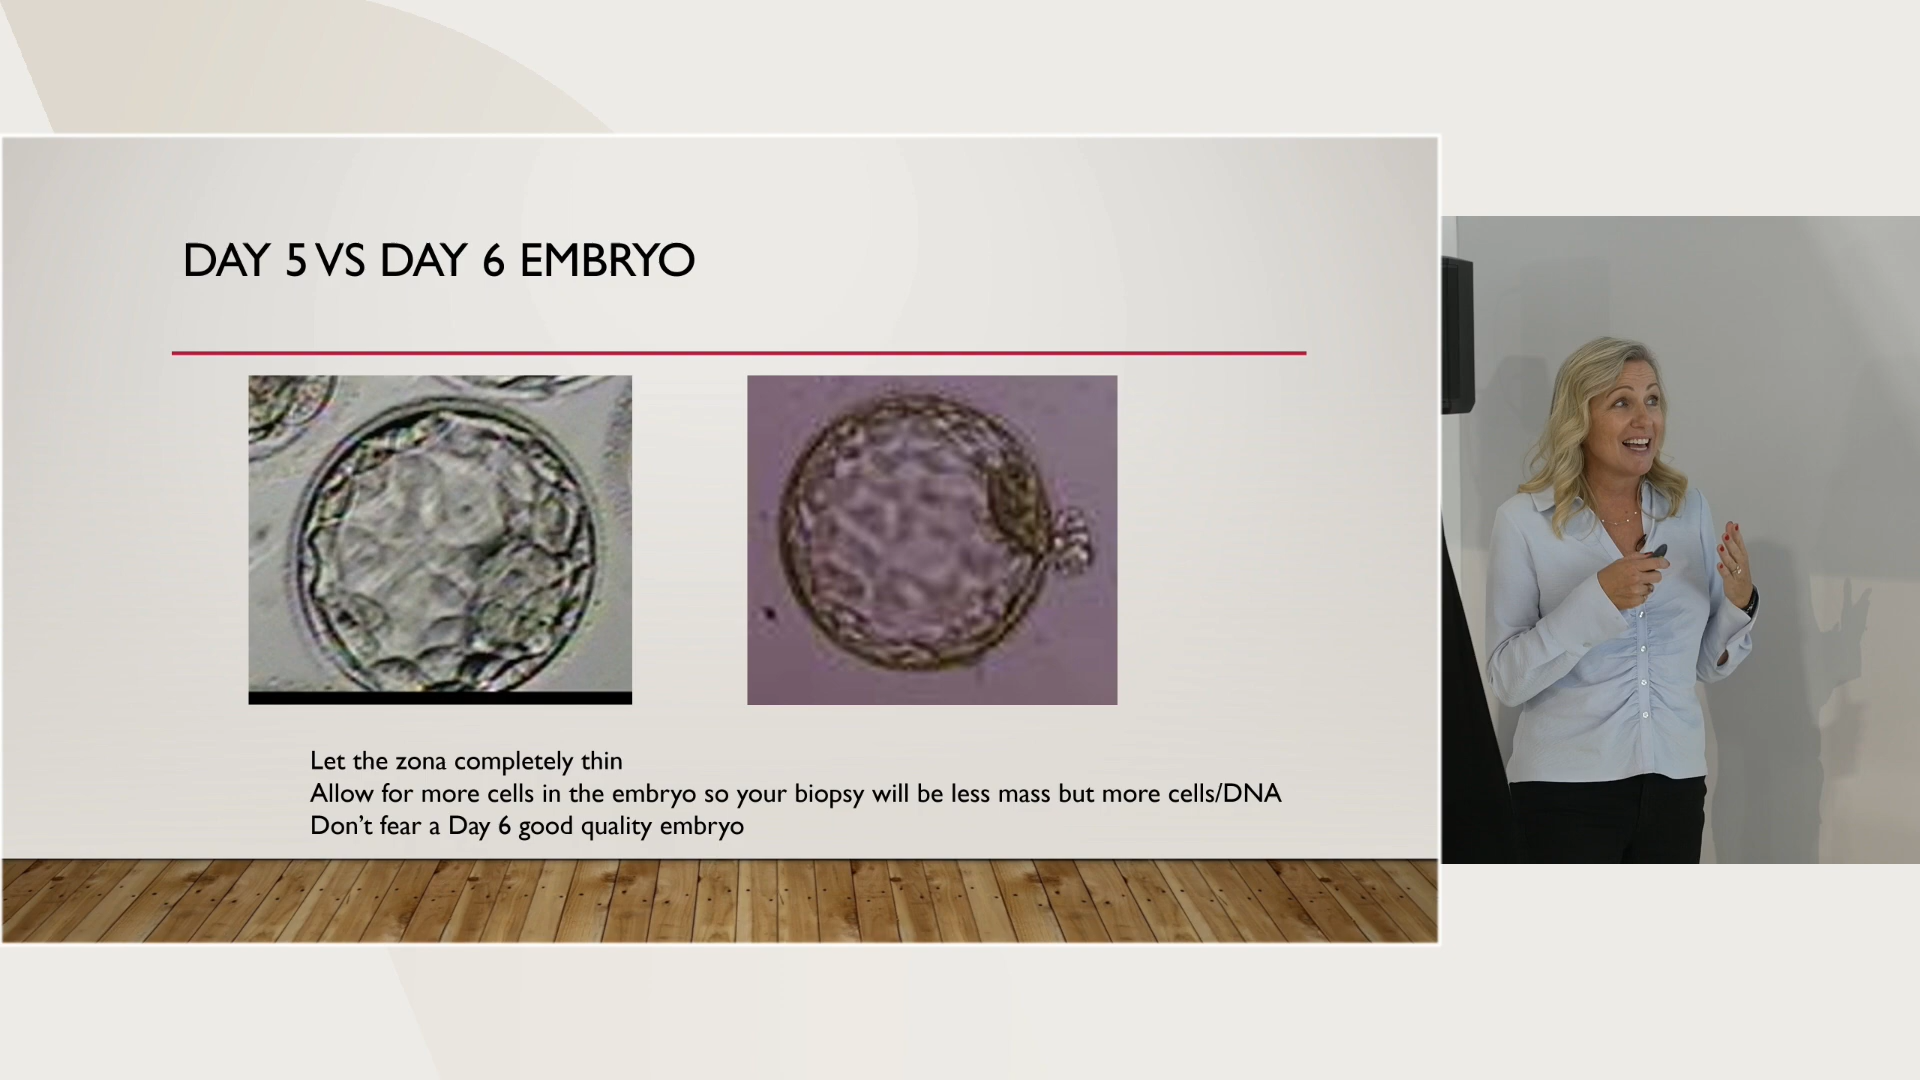 DAY 5 VS DAY 6 EMBRYO
Let the zona completely thin
Allow for more cells in the embryo so your biopsy will be less mass but more cells/DNA
Don't fear a Day 6 good quality embryo